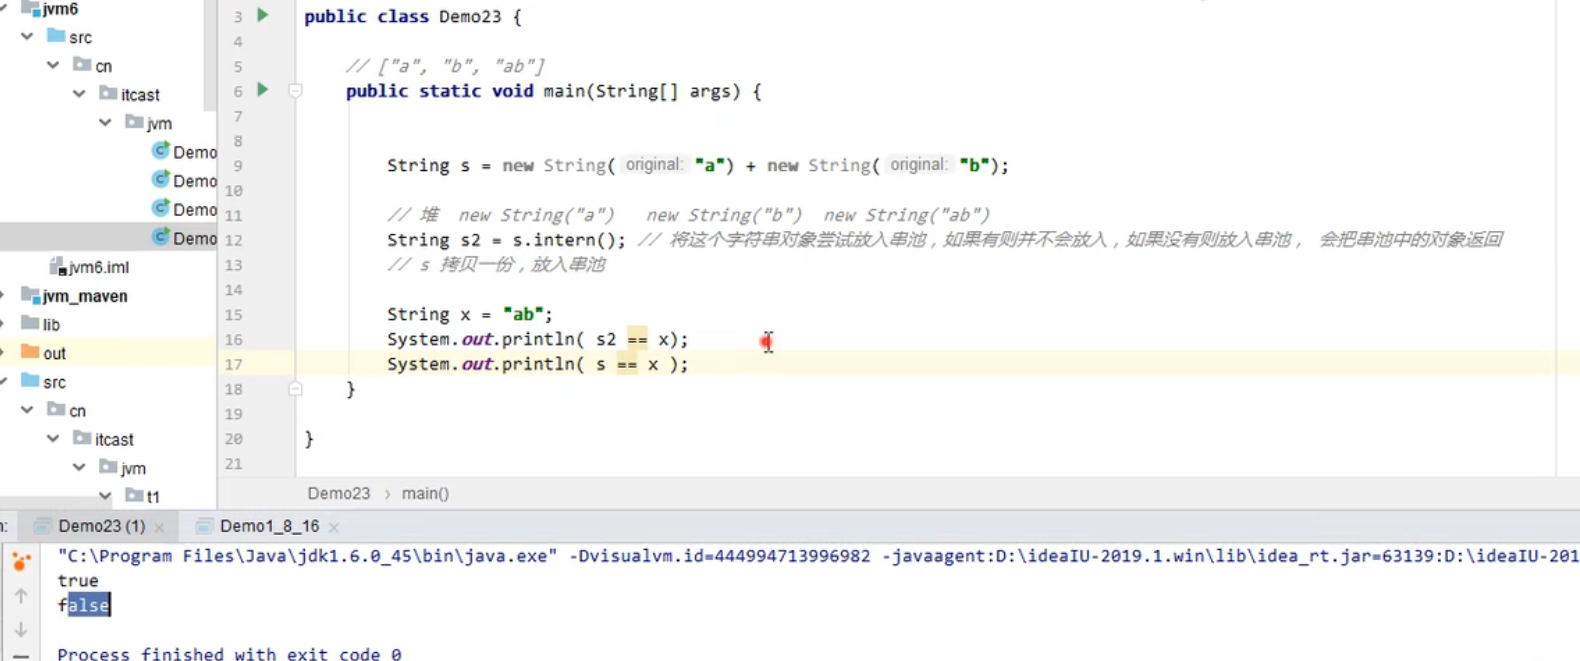 jvm6
src
cn
itcast
jvm
Demo
Demo
Demo
Demo
jvm6.iml
jvm_maven
lib
out
src
cn
itcast
jvm
t1
3 public class Demo23 {
4
5 // ["a", "b", "ab"]
6 public static void main(String[] args) {
7
8
9 String s = new String( original: "a") + new String( original: "b");
10
11 // 堆 new String("a") new String("b") new String("ab")
12 String s2 = s.intern(); // 将这个字符串对象尝试放入串池，如果有则并不会放入，如果没有则放入串池， 会把串池中的对象返回
13 // s 拷贝一份，放入串池
14
15 String x = "ab";
16 System.out.println( s2 == x);
17 System.out.println( s == x );
18 }
19
20 }
21
Demo23 › main()
n: Demo23 (1) × Demo1_8_16 ×
"C:\Program Files\Java\jdk1.6.0_45\bin\java.exe" -Dvisualvm.id=444994713996982 -javaagent:D:\ideaIU-2019.1.win\lib\idea_rt.jar=63139:D:\ideaIU-201
true
false
Process finished with exit code 0